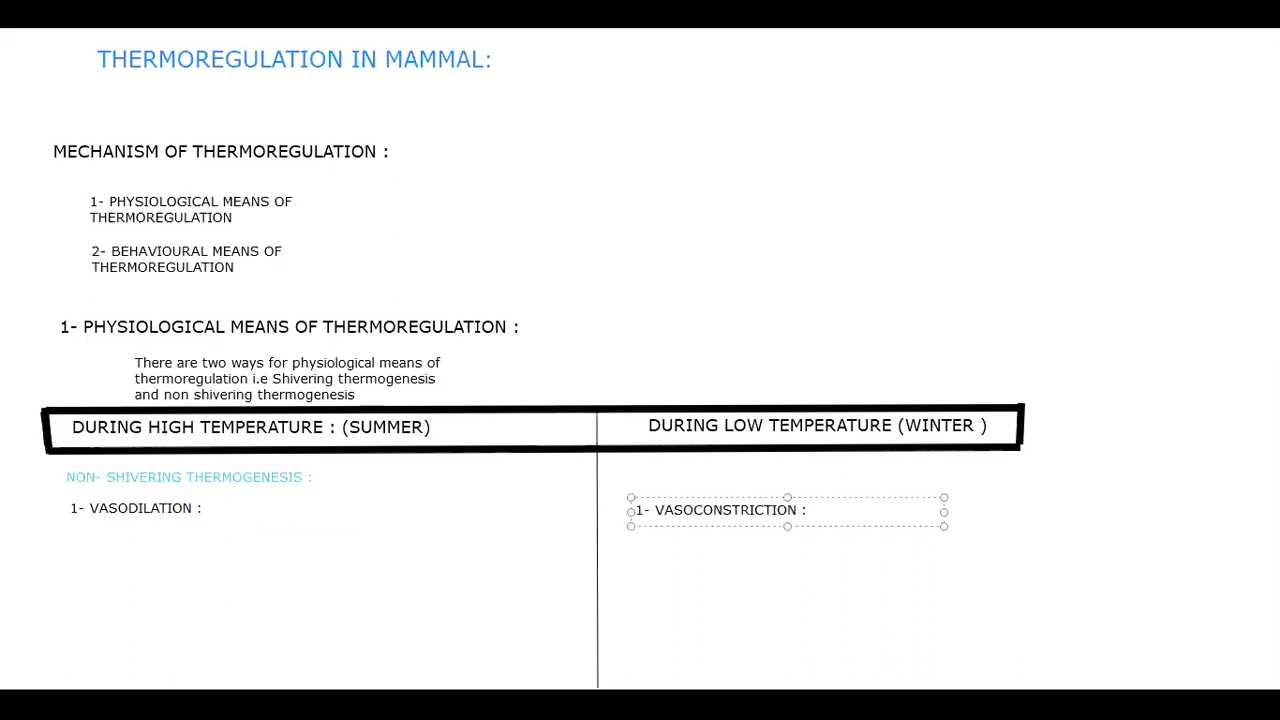 THERMOREGULATION IN MAMMAL:
MECHANISM OF THERMOREGULATION :
1- PHYSIOLOGICAL MEANS OF
THERMOREGULATION
2- BEHAVIOURAL MEANS OF
THERMOREGULATION
1- PHYSIOLOGICAL MEANS OF THERMOREGULATION :
There are two ways for physiological means of
thermoregulation i.e Shivering thermogenesis
and non shivering thermogenesis
DURING HIGH TEMPERATURE : (SUMMER)
DURING LOW TEMPERATURE (WINTER )
NON- SHIVERING THERMOGENESIS :
1- VASODILATION :
1- VASOCONSTRICTION :